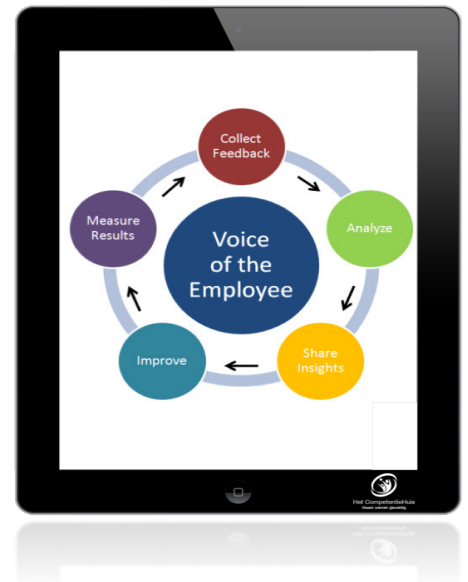 Collect
Feedback
Analyze
Share
Insights
Improve
Measure
Results
Voice
of the
Employee
Het CompetentieHuis